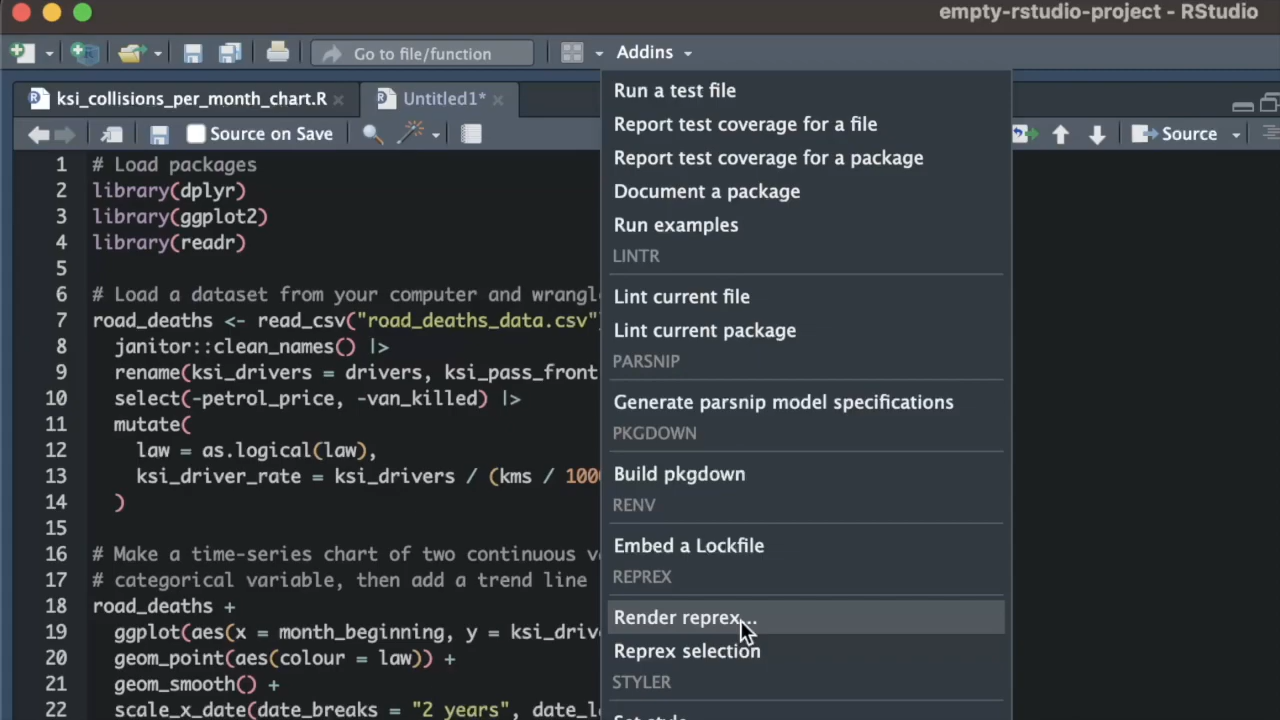 empty-rstudio-project - RStudio
Go to file/function
Addins
ksi_collisions_per_month_chart.R
Untitled1*
Source on Save
Source
1 # Load packages
2 library(dplyr)
3 library(ggplot2)
4 library(readr)
5
6 # Load a dataset from your computer and wrangl
7 road_deaths <- read_csv("road_deaths_data.csv")
8 janitor::clean_names() |>
9 rename(ksi_drivers = drivers, ksi_pass_front
10 select(-petrol_price, -van_killed) |>
11 mutate(
12 law = as.logical(law),
13 ksi_driver_rate = ksi_drivers / (kms / 100
14 )
15
16 # Make a time-series chart of two continuous v
17 # categorical variable, then add a trend line
18 road_deaths +
19 ggplot(aes(x = month_beginning, y = ksi_driv
20 geom_point(aes(colour = law)) +
21 geom_smooth() +
22 scale_x_date(date_breaks = "2 years", date_l
Run a test file
Report test coverage for a file
Report test coverage for a package
Document a package
Run examples
LINTR
Lint current file
Lint current package
PARSNIP
Generate parsnip model specifications
PKGDOWN
Build pkgdown
RENV
Embed a Lockfile
REPREX
Render reprex...
Reprex selection
STYLER
Set style